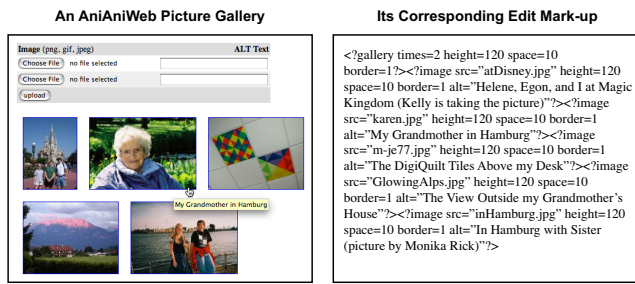 An AniAniWeb Picture Gallery
Image (png, gif, jpeg) ALT Text
Choose File no file selected
Choose File no file selected
upload
My Grandmother in Hamburg
Its Corresponding Edit Mark-up
<?gallery times=2 height=120 space=10
border=1?><?image src=”atDisney.jpg” height=120
space=10 border=1 alt=”Helene, Egon, and I at Magic
Kingdom (Kelly is taking the picture)”?><?image
src=”karen.jpg” height=120 space=10 border=1
alt=”My Grandmother in Hamburg”?><?image
src=”m-je77.jpg” height=120 space=10 border=1
alt=”The DigiQuilt Tiles Above my Desk”?><?image
src=”GlowingAlps.jpg” height=120 space=10
border=1 alt=”The View Outside my Grandmother’s
House”?><?image src=”inHamburg.jpg” height=120
space=10 border=1 alt=”In Hamburg with Sister
(picture by Monika Rick)”?>